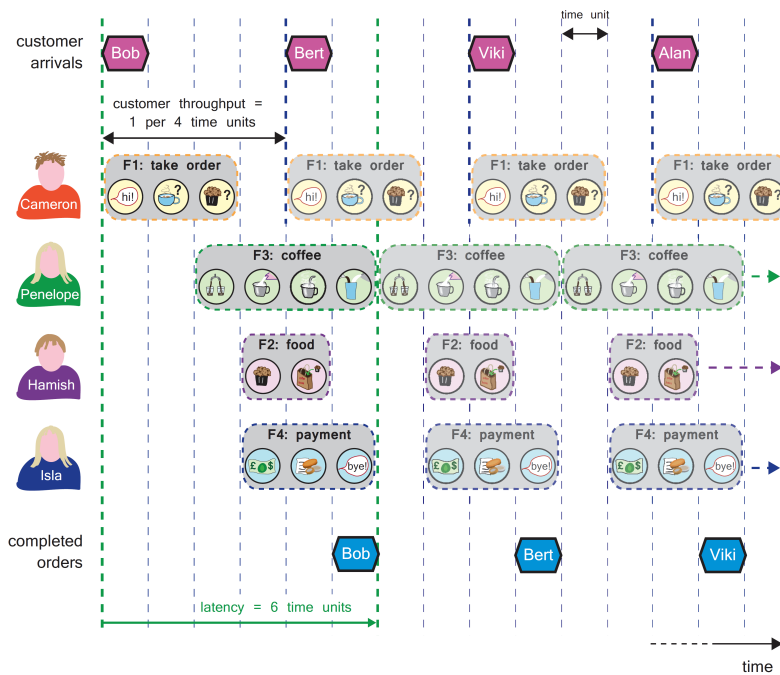 time unit
customer
arrivals
Bob
Bert
Viki
Alan
customer throughput =
1 per 4 time units
F1: take order
F1: take order
F1: take order
F1: take order
hi!
?
?
hi!
?
?
hi!
?
?
hi!
?
?
Cameron
F3: coffee
F3: coffee
F3: coffee
Penelope
F2: food
F2: food
F2: food
Hamish
F4: payment
F4: payment
F4: payment
£ $
bye!
£ $
bye!
£ $
bye!
Isla
completed
orders
Bob
Bert
Viki
latency = 6 time units
time